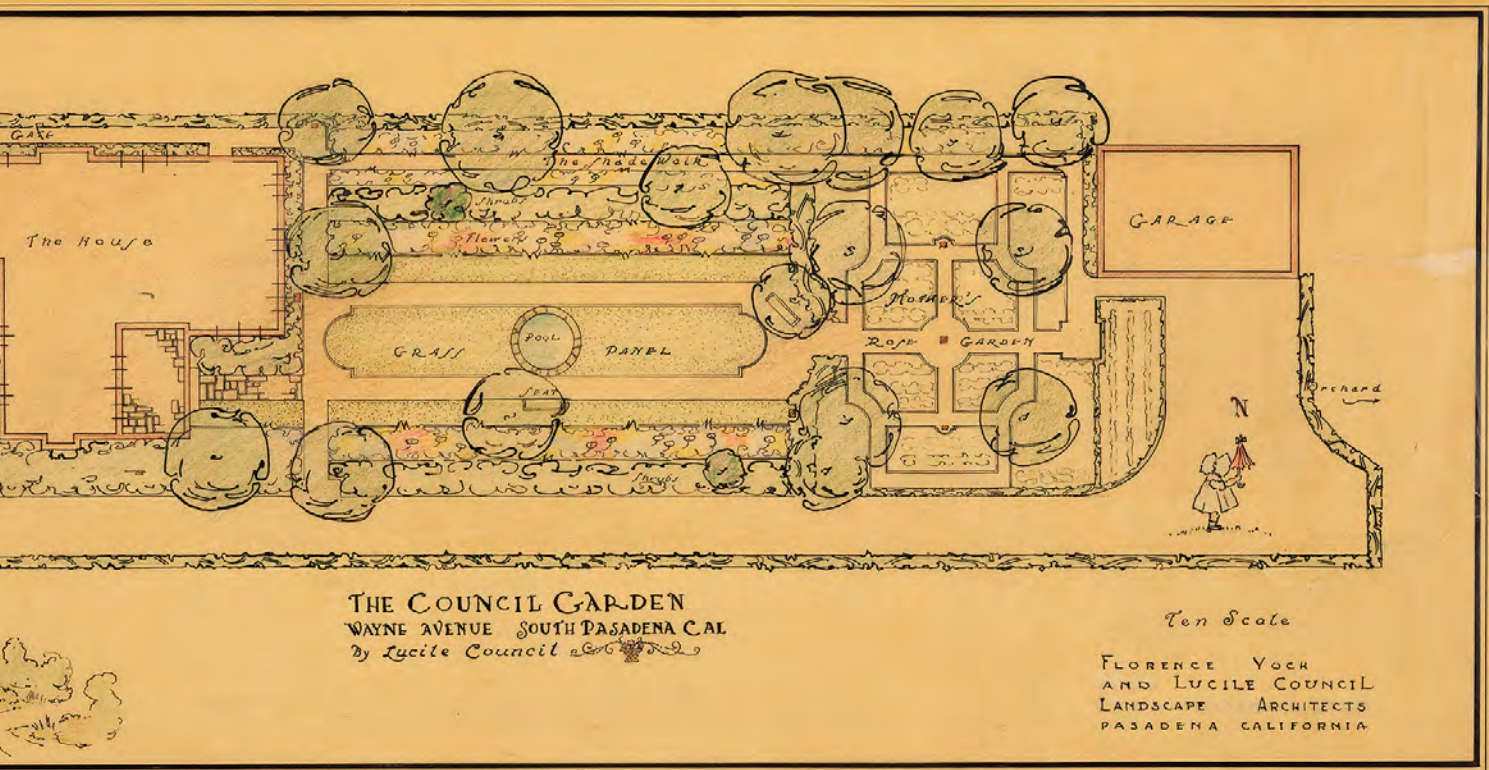 GATE
The Shade Walk
Shrubs
Flowers
The House
GARAGE
MOTHER'S
ROSE GARDEN
GRASS POOL PANEL
SEAT
Shrubs
Orchard
N
THE COUNCIL GARDEN
WAYNE AVENUE SOUTH PASADENA CAL
By Lucile Council
Ten Scale
FLORENCE YOCH
AND LUCILE COUNCIL
LANDSCAPE ARCHITECTS
PASADENA CALIFORNIA